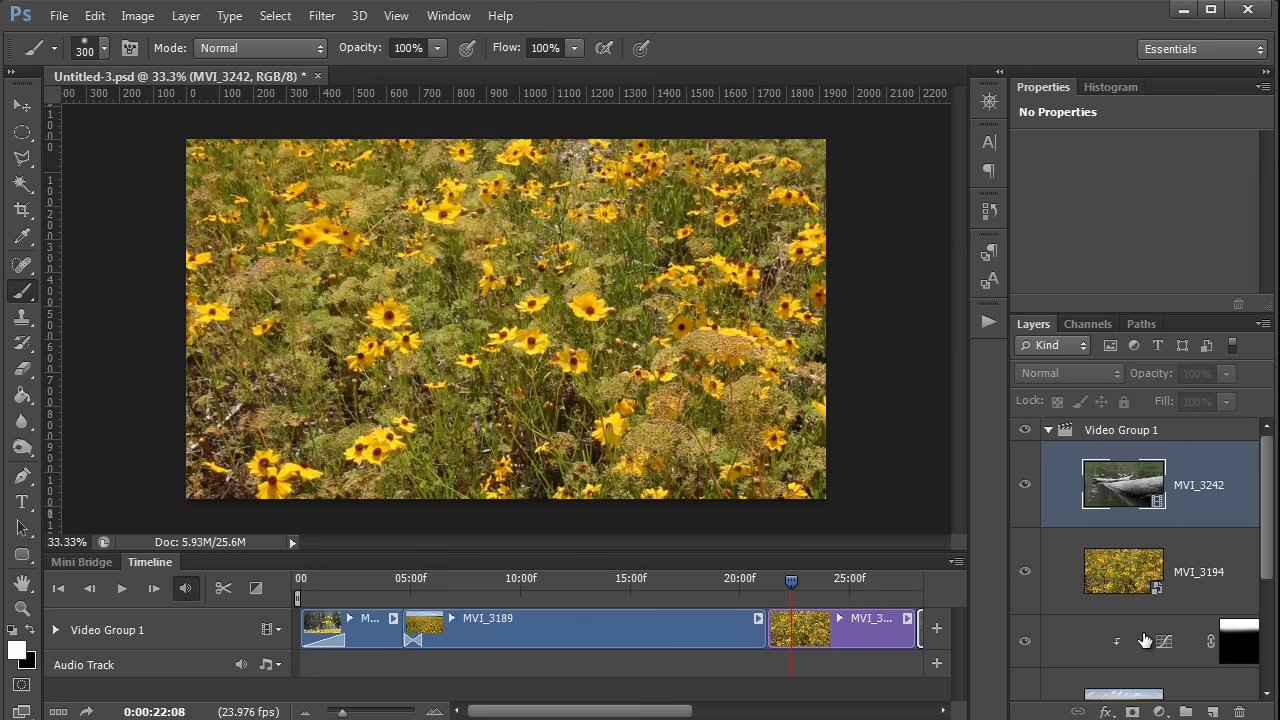 Ps File Edit Image Layer Type Select Filter 3D View Window Help
300 Mode: Normal Opacity: 100% Flow: 100% Essentials
Untitled-3.psd @ 33.3% (MVI_3242, RGB/8) * ×
00 300 200 100 0 100 200 300 400 500 600 700 800 900 1000 1100 1200 1300 1400 1500 1600 1700 1800 1900 2000 2100 2200
Properties Histogram
No Properties
Layers Channels Paths
Kind
Normal Opacity: 100%
Lock: Fill: 100%
Video Group 1
MVI_3242
MVI_3194
33.33% Doc: 5.93M/25.6M
Mini Bridge Timeline
00 05:00f 10:00f 15:00f 20:00f 25:00f
Video Group 1 M... MVI_3189 MVI_3...
Audio Track
0:00:22:08 (23.976 fps)